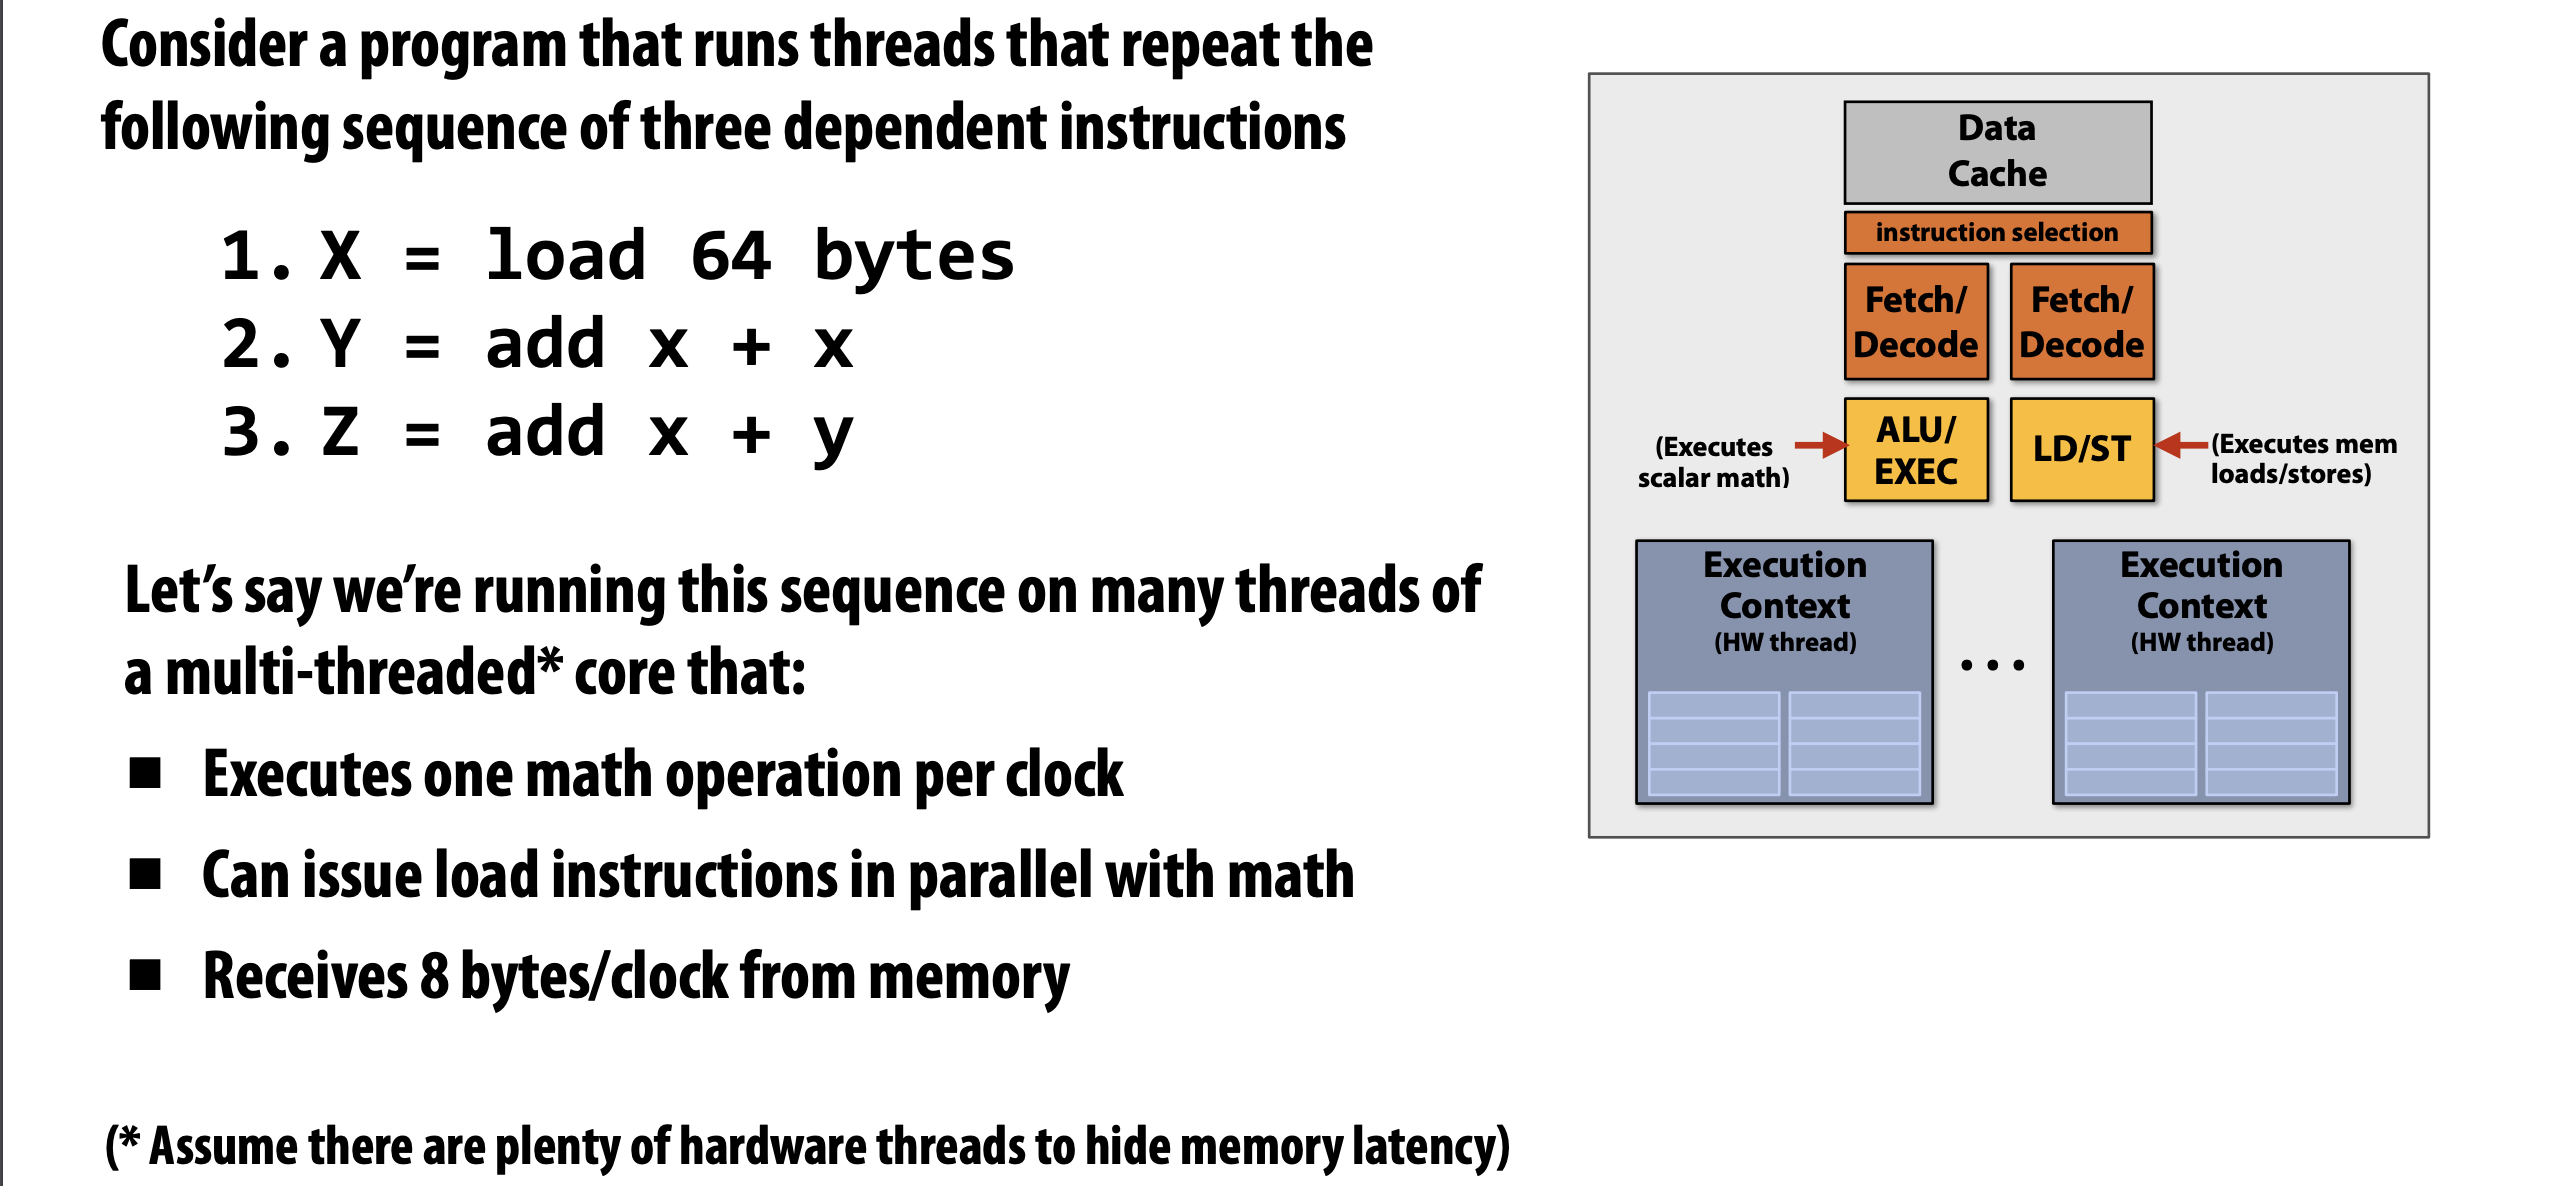 Consider a program that runs threads that repeat the
following sequence of three dependent instructions
1. X = load 64 bytes
2. Y = add x + x
3. Z = add x + y
Let’s say we’re running this sequence on many threads of
a multi-threaded* core that:
■ Executes one math operation per clock
■ Can issue load instructions in parallel with math
■ Receives 8 bytes/clock from memory
(* Assume there are plenty of hardware threads to hide memory latency)
Data
Cache
instruction selection
Fetch/
Decode
Fetch/
Decode
(Executes
scalar math)
ALU/
EXEC
LD/ST
(Executes mem
loads/stores)
Execution
Context
(HW thread)
...
Execution
Context
(HW thread)